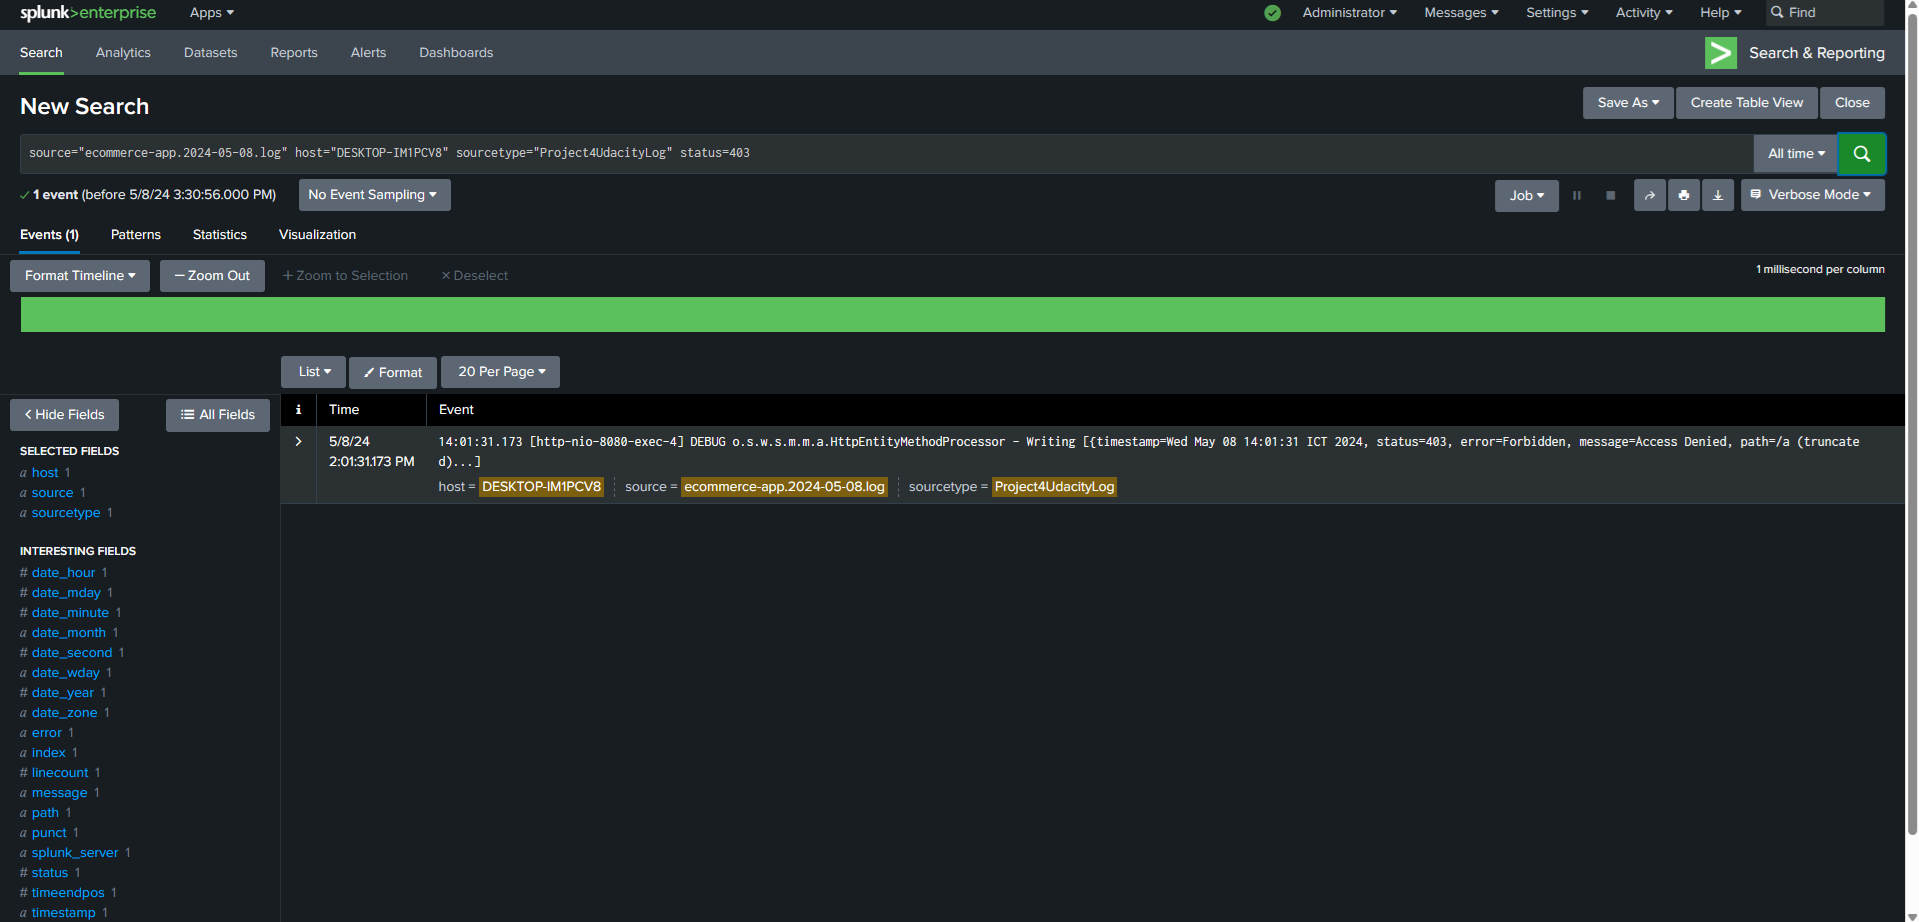 splunk>enterprise Apps Administrator Messages Settings Activity Help Find
Search Analytics Datasets Reports Alerts Dashboards Search & Reporting
New Search Save As Create Table View Close
source="ecommerce-app.2024-05-08.log" host="DESKTOP-IM1PCV8" sourcetype="Project4UdacityLog" status=403 All time
1 event (before 5/8/24 3:30:56.000 PM) No Event Sampling Job Verbose Mode
Events (1) Patterns Statistics Visualization
Format Timeline — Zoom Out + Zoom to Selection × Deselect 1 millisecond per column
List Format 20 Per Page
< Hide Fields All Fields
i Time Event
SELECTED FIELDS
a host 1
a source 1
a sourcetype 1
INTERESTING FIELDS
# date_hour 1
# date_mday 1
# date_minute 1
a date_month 1
# date_second 1
a date_wday 1
# date_year 1
a date_zone 1
a error 1
a index 1
# linecount 1
a message 1
a path 1
a punct 1
a splunk_server 1
# status 1
# timeendpos 1
a timestamp 1
> 5/8/24 14:01:31.173 [http-nio-8080-exec-4] DEBUG o.s.w.s.m.m.a.HttpEntityMethodProcessor - Writing [{timestamp=Wed May 08 14:01:31 ICT 2024, status=403, error=Forbidden, message=Access Denied, path=/a (truncate
2:01:31.173 PM d)...]
host = DESKTOP-IM1PCV8 source = ecommerce-app.2024-05-08.log sourcetype = Project4UdacityLog